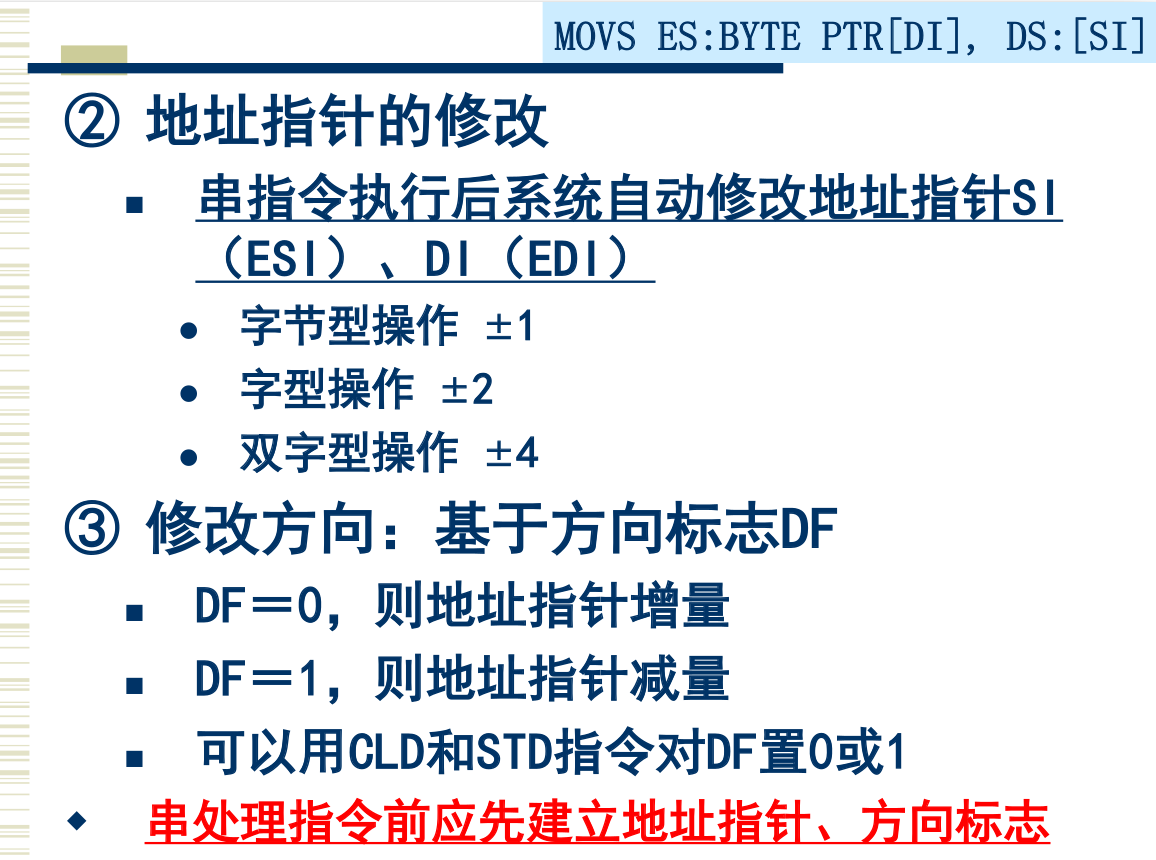 MOVS ES:BYTE PTR[DI], DS:[SI]
② 地址指针的修改
■ 串指令执行后系统自动修改地址指针SI
（ESI）、DI（EDI）
● 字节型操作 ±1
● 字型操作 ±2
● 双字型操作 ±4
③ 修改方向：基于方向标志DF
■ DF＝0，则地址指针增量
■ DF＝1，则地址指针减量
■ 可以用CLD和STD指令对DF置0或1
◆ 串处理指令前应先建立地址指针、方向标志